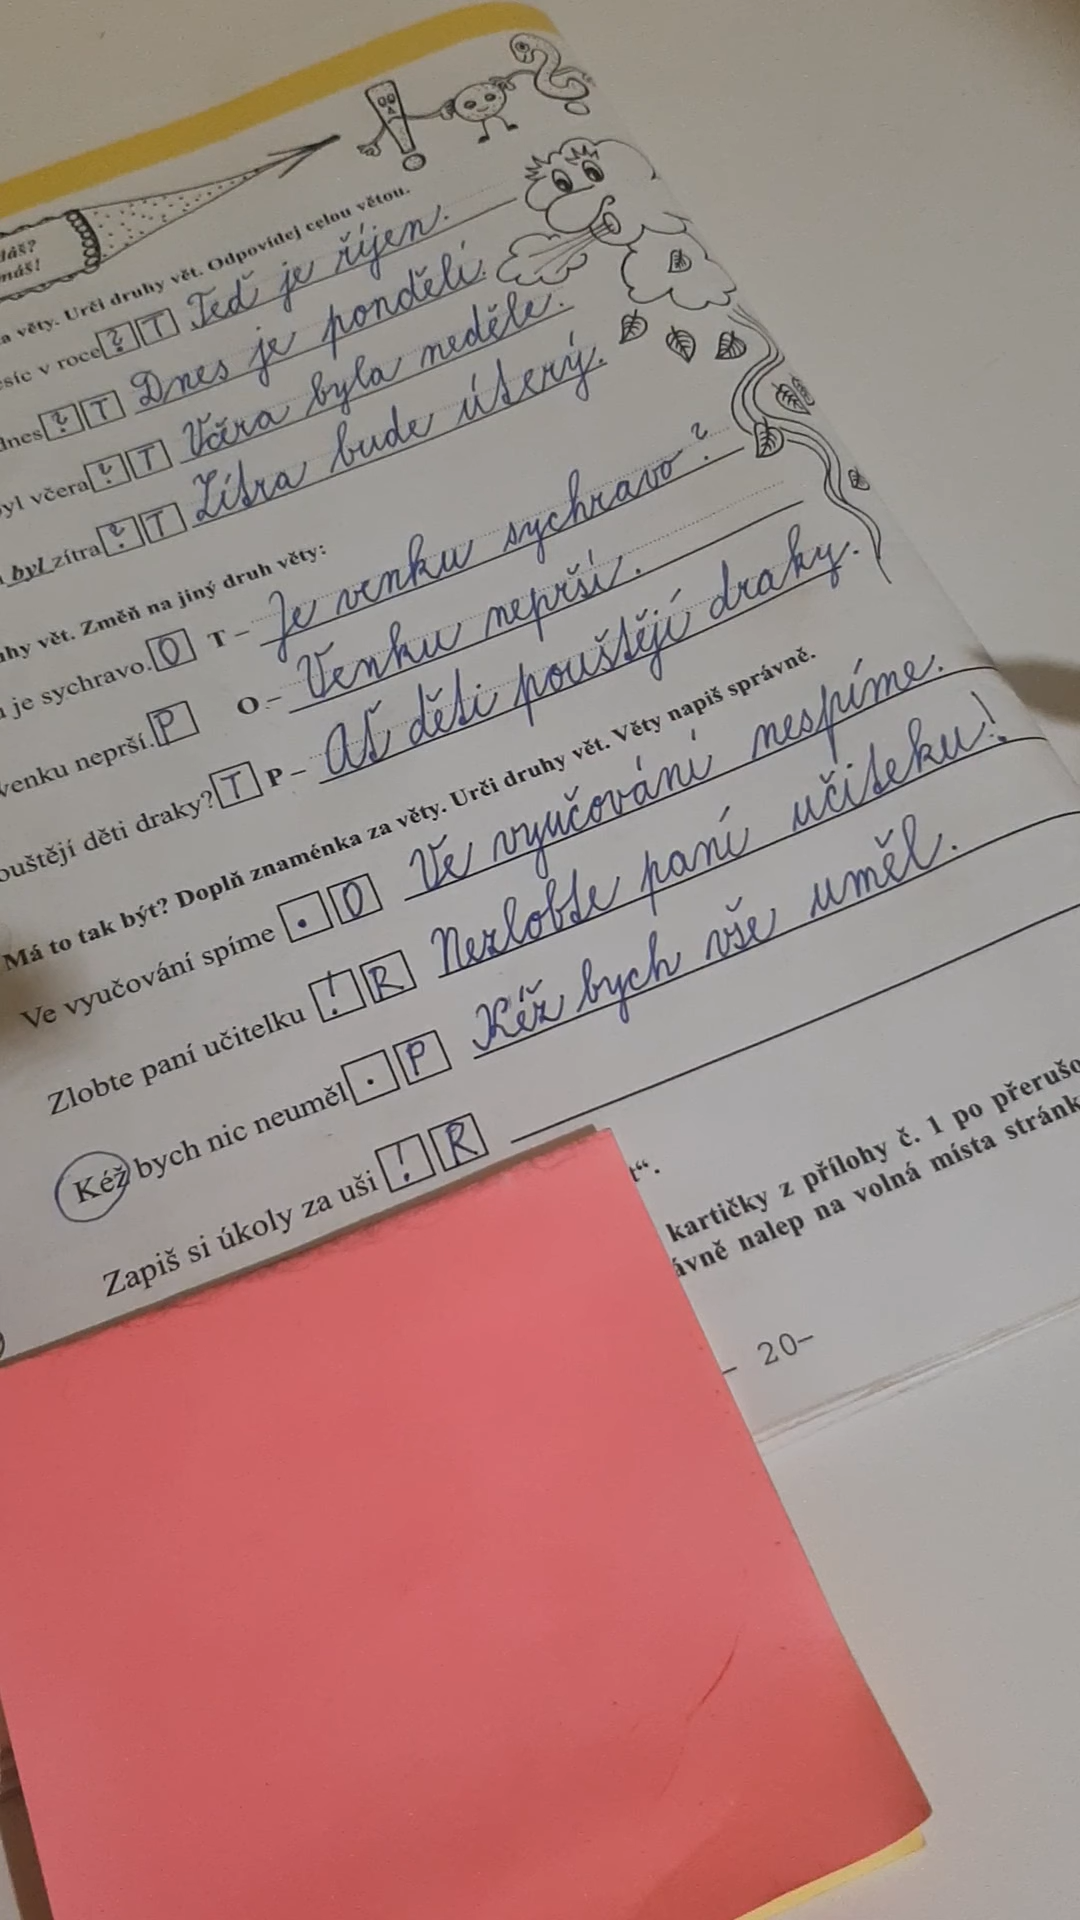 dáš?
máš!
a věty. Urči druhy vět. Odpovídej celou větou.
síc v roce ? T Teď je říjen.
dnes ? T Dnes je pondělí.
byl včera ? T Včera byla neděle.
byl zítra ? T Zítra bude úterý.
uhy vět. Změň na jiný druh věty:
je sychravo. O T – Je venku sychravo?
venku neprší. P O – Venku neprší.
ouštějí děti draky? T P – Ať děti pouštějí draky.
Má to tak být? Doplň znaménka za věty. Urči druhy vět. Věty napiš správně.
Ve vyučování spíme . O Ve vyučování nespíme.
Zlobte paní učitelku ! R Nezlobte paní učiteku!
Kéž bych nic neuměl . P Kéž bych vše uměl.
Zapiš si úkoly za uši ! R
t“.
kartičky z přílohy č. 1 po přerušo
ávně nalep na volná místa stránk
– 20–